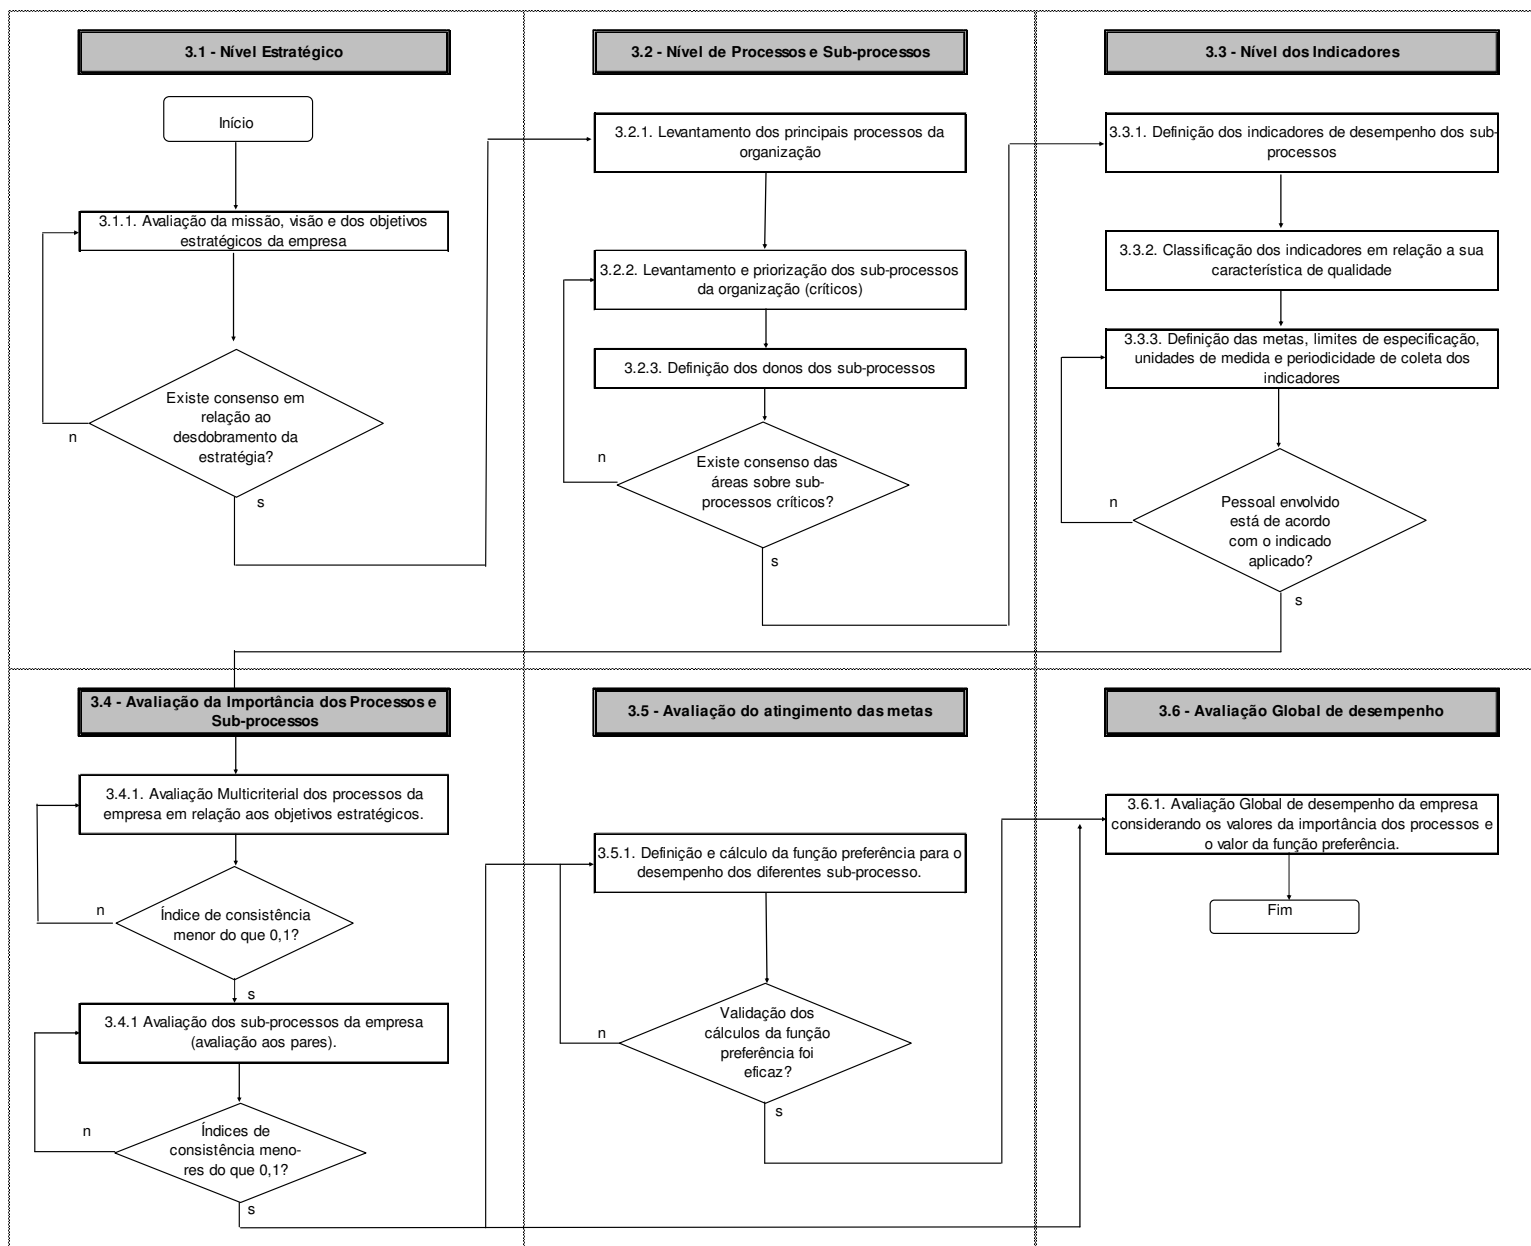 3.1 - Nível Estratégico
Início
3.1.1. Avaliação da missão, visão e dos objetivos
estratégicos da empresa
Existe consenso em
relação ao
desdobramento da
estratégia?
n
s
3.2 - Nível de Processos e Sub-processos
3.2.1. Levantamento dos principais processos da
organização
3.2.2. Levantamento e priorização dos sub-processos
da organização (críticos)
3.2.3. Definição dos donos dos sub-processos
n
Existe consenso das
áreas sobre sub-
processos críticos?
s
3.3 - Nível dos Indicadores
3.3.1. Definição dos indicadores de desempenho dos sub-
processos
3.3.2. Classificação dos indicadores em relação a sua
característica de qualidade
3.3.3. Definição das metas, limites de especificação,
unidades de medida e periodicidade de coleta dos
indicadores
n
Pessoal envolvido
está de acordo
com o indicado
aplicado?
s
3.4 - Avaliação da Importância dos Processos e
Sub-processos
3.4.1. Avaliação Multicriterial dos processos da
empresa em relação aos objetivos estratégicos.
n
Índice de consistência
menor do que 0,1?
s
3.4.1 Avaliação dos sub-processos da empresa
(avaliação aos pares).
n
Índices de
consistência meno-
res do que 0,1?
s
3.5 - Avaliação do atingimento das metas
3.5.1. Definição e cálculo da função preferência para o
desempenho dos diferentes sub-processo.
n
Validação dos
cálculos da função
preferência foi
eficaz?
s
3.6 - Avaliação Global de desempenho
3.6.1. Avaliação Global de desempenho da empresa
considerando os valores da importância dos processos e
o valor da função preferência.
Fim